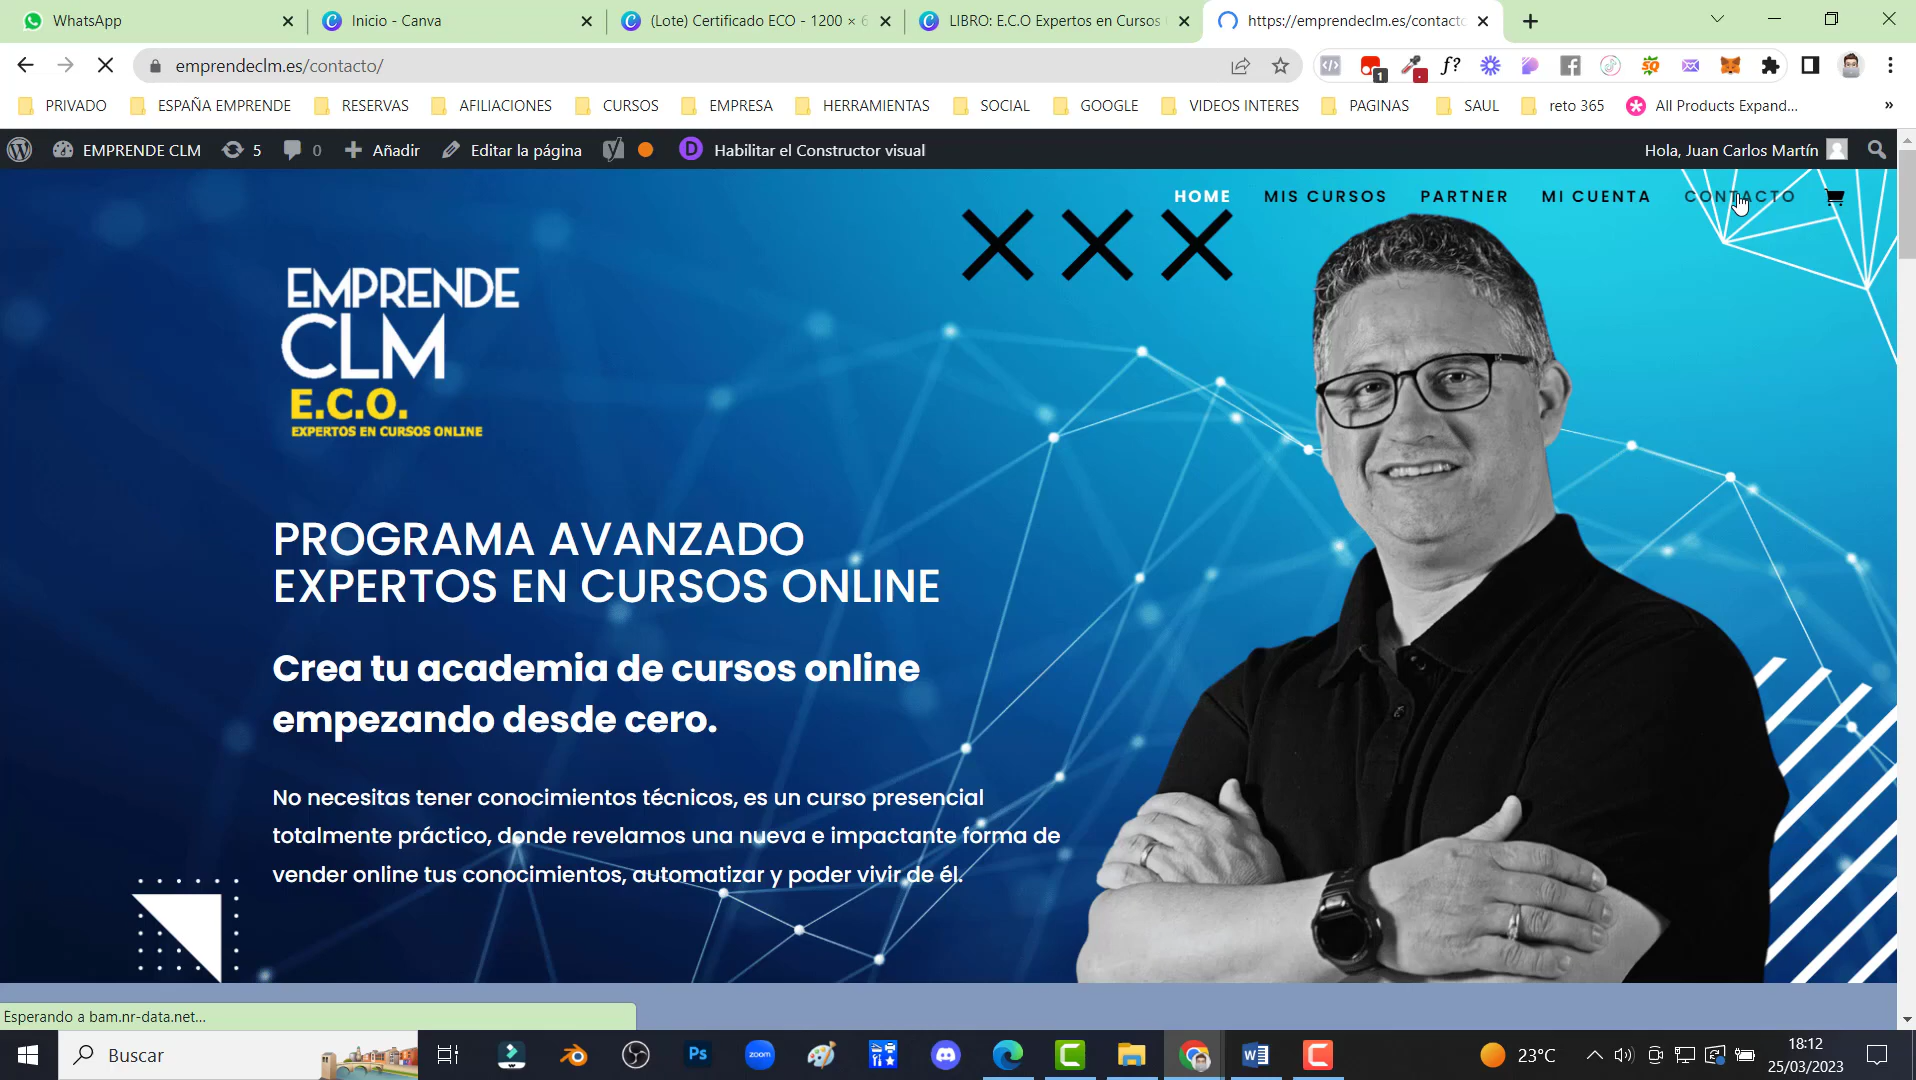 WhatsApp
Inicio - Canva
(Lote) Certificado ECO - 1200 × 6
LIBRO: E.C.O Expertos en Cursos
https://emprendeclm.es/contacto
emprendeclm.es/contacto/
1
f?
PRIVADO
ESPAÑA EMPRENDE
RESERVAS
AFILIACIONES
CURSOS
EMPRESA
HERRAMIENTAS
SOCIAL
GOOGLE
VIDEOS INTERES
PAGINAS
SAUL
reto 365
All Products Expand...
»
EMPRENDE CLM
5
0
Añadir
Editar la página
D
Habilitar el Constructor visual
Hola, Juan Carlos Martín
HOME
MIS CURSOS
PARTNER
MI CUENTA
CONTACTO
EMPRENDE
CLM
E.C.O.
EXPERTOS EN CURSOS ONLINE
PROGRAMA AVANZADO
EXPERTOS EN CURSOS ONLINE
Crea tu academia de cursos online
empezando desde cero.
No necesitas tener conocimientos técnicos, es un curso presencial
totalmente práctico, donde revelamos una nueva e impactante forma de
vender online tus conocimientos, automatizar y poder vivir de él.
Esperando a bam.nr-data.net...
Buscar
Ps
zoom
23°C
18:12
25/03/2023